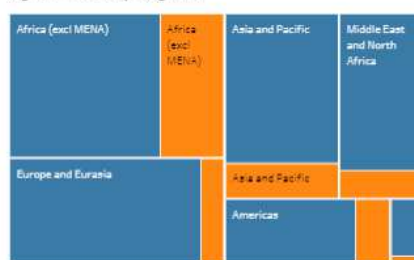 Africa (excl MENA)
Africa
(excl
MENA)
Asia and Pacific
Middle East
and North
Africa
Europe and Eurasia
Asia and Pacific
Americas